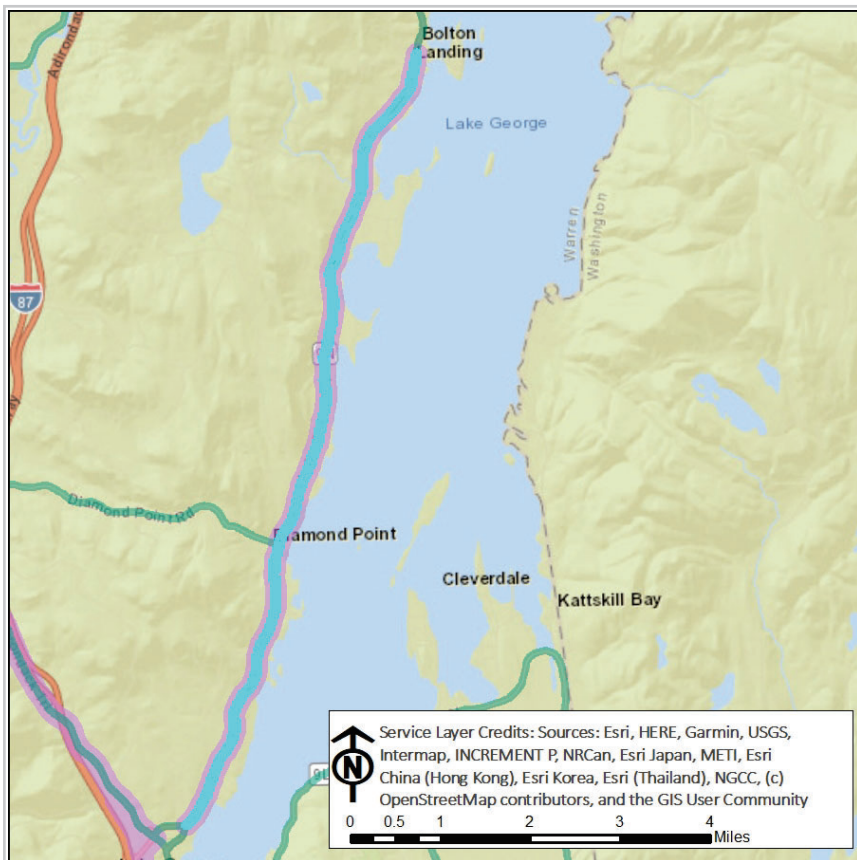 Bolton
Landing
Adirondac
Lake George
Warren
Washington
87
Diamond Point Rd
Diamond Point
Cleverdale
Kattskill Bay
9L
Service Layer Credits: Sources: Esri, HERE, Garmin, USGS,
Intermap, INCREMENT P, NRCan, Esri Japan, METI, Esri
China (Hong Kong), Esri Korea, Esri (Thailand), NGCC, (c)
OpenStreetMap contributors, and the GIS User Community
N
0 0.5 1 2 3 4
Miles